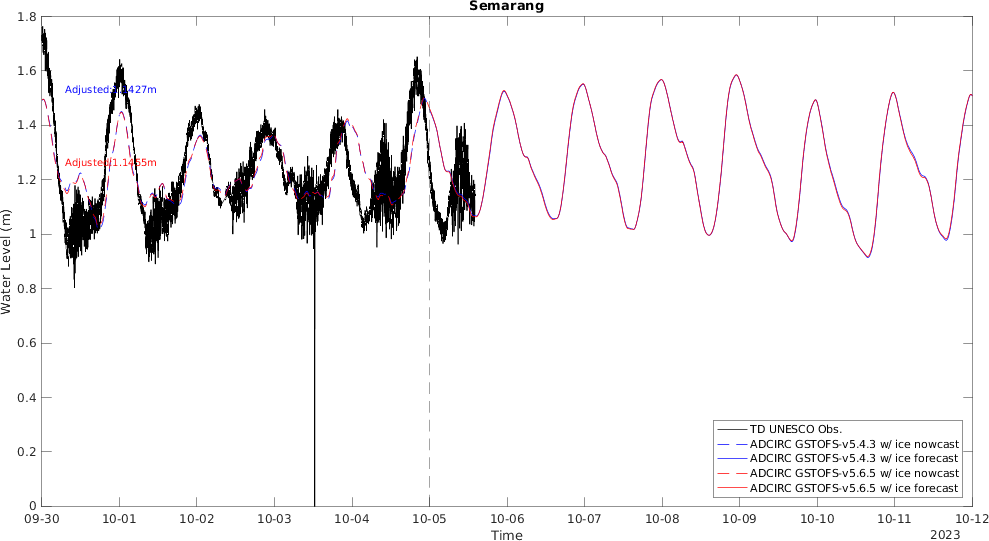 Semarang
1.8
1.6
1.4
1.2
1
0.8
0.6
0.4
0.2
0
Water Level (m)
Adjusted:
427m
Adjusted:1.1455m
TD UNESCO Obs.
ADCIRC GSTOFS-v5.4.3 w/ ice nowcast
ADCIRC GSTOFS-v5.4.3 w/ ice forecast
ADCIRC GSTOFS-v5.6.5 w/ ice nowcast
ADCIRC GSTOFS-v5.6.5 w/ ice forecast
09-30 10-01 10-02 10-03 10-04 10-05 10-06 10-07 10-08 10-09 10-10 10-11 10-12
Time
2023